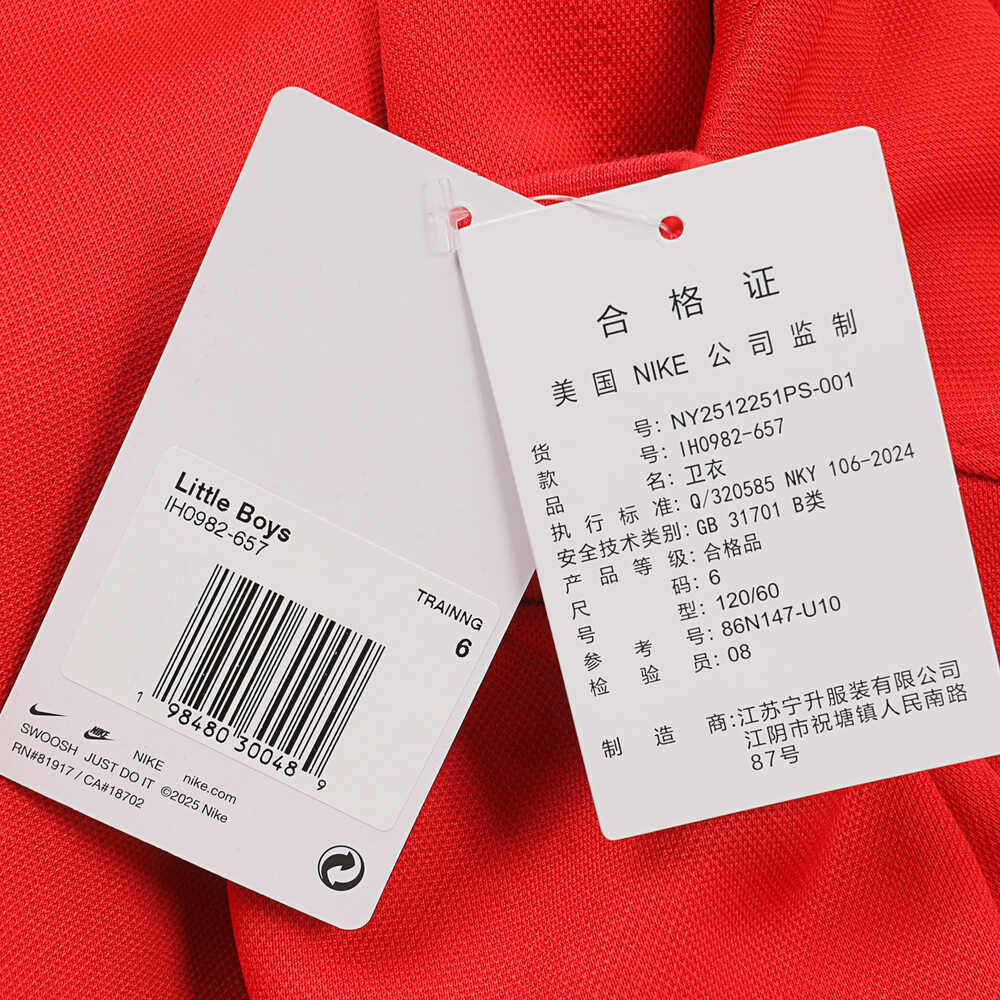 Little Boys
IH0982-657
TRAINNG
6
1 98480 30048 9
SWOOSH JUST DO IT NIKE nike.com
RN#81917 / CA#18702 ©2025 Nike
合格证
美国NIKE公司监制
货号: NY2512251PS-001
款号: IH0982-657
品名: 卫衣
执行标准: Q/320585 NKY 106-2024
安全技术类别: GB 31701 B类
产品等级: 合格品
尺码: 6
号型: 120/60
参考号: 86N147-U10
检验员: 08
制造商: 江苏宁升服装有限公司
江阴市祝塘镇人民南路
87号